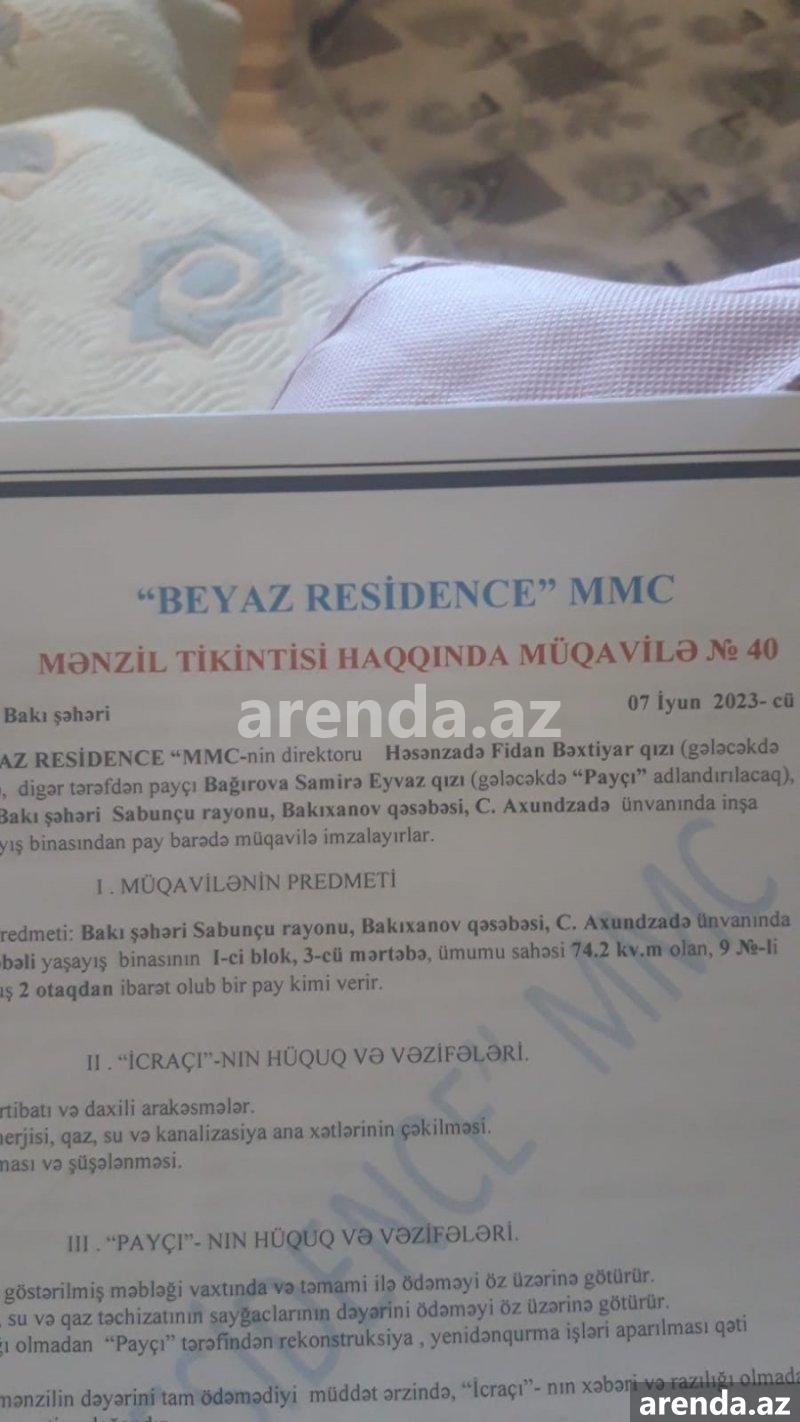 “BEYAZ RESİDENCE” MMC
MƏNZİL TİKİNTİSİ HAQQINDA MÜQAVİLƏ № 40
Bakı şəhəri 07 İyun 2023- cü
arenda.az
AZ RESİDENCE “MMC-nin direktoru Həsənzadə Fidan Bəxtiyar qızı (gələcəkdə
, digər tərəfdən payçı Bağırova Samirə Eyvaz qızı (gələcəkdə “Payçı” adlandırılacaq),
Bakı şəhəri Sabunçu rayonu, Bakıxanov qəsəbəsi, C. Axundzadə ünvanında inşa
yış binasından pay barədə müqavilə imzalayırlar.
I . MÜQAVİLƏNİN PREDMETİ
redmeti: Bakı şəhəri Sabunçu rayonu, Bakıxanov qəsəbəsi, C. Axundzadə ünvanında
bəli yaşayış binasının I-ci blok, 3-cü mərtəbə, ümumu sahəsi 74.2 kv.m olan, 9 №-li
ış 2 otaqdan ibarət olub bir pay kimi verir.
II . “İCRAÇI”-NIN HÜQUQ VƏ VƏZİFƏLƏRİ.
rtibatı və daxili arakəsmələr.
nerjisi, qaz, su və kanalizasiya ana xətlərinin çəkilməsi.
ması və şüşələnməsi.
III . “PAYÇI”- NIN HÜQUQ VƏ VƏZİFƏLƏRİ.
göstərilmiş məbləği vaxtında və təmami ilə ödəməyi öz üzərinə götürür.
, su və qaz təchizatının sayğaclarının dəyərini ödəməyi öz üzərinə götürür.
ğı olmadan “Payçı” tərəfindən rekonstruksiya , yenidənqurma işləri aparılması qəti
mənzilin dəyərini tam ödəmədiyi müddət ərzində, “İcraçı”- nın xəbəri və razılığı olmada
SİDENCE” MMC
arenda.az